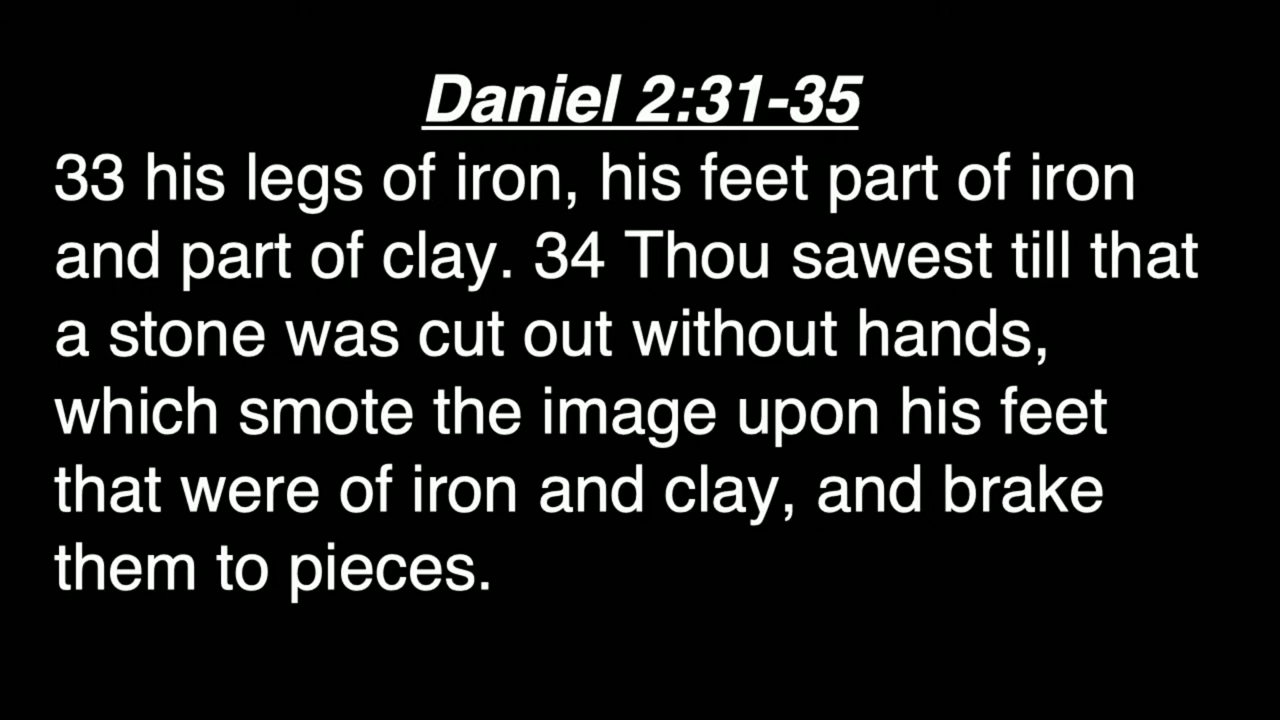 Daniel 2:31-35
33 his legs of iron, his feet part of iron
and part of clay. 34 Thou sawest till that
a stone was cut out without hands,
which smote the image upon his feet
that were of iron and clay, and brake
them to pieces.